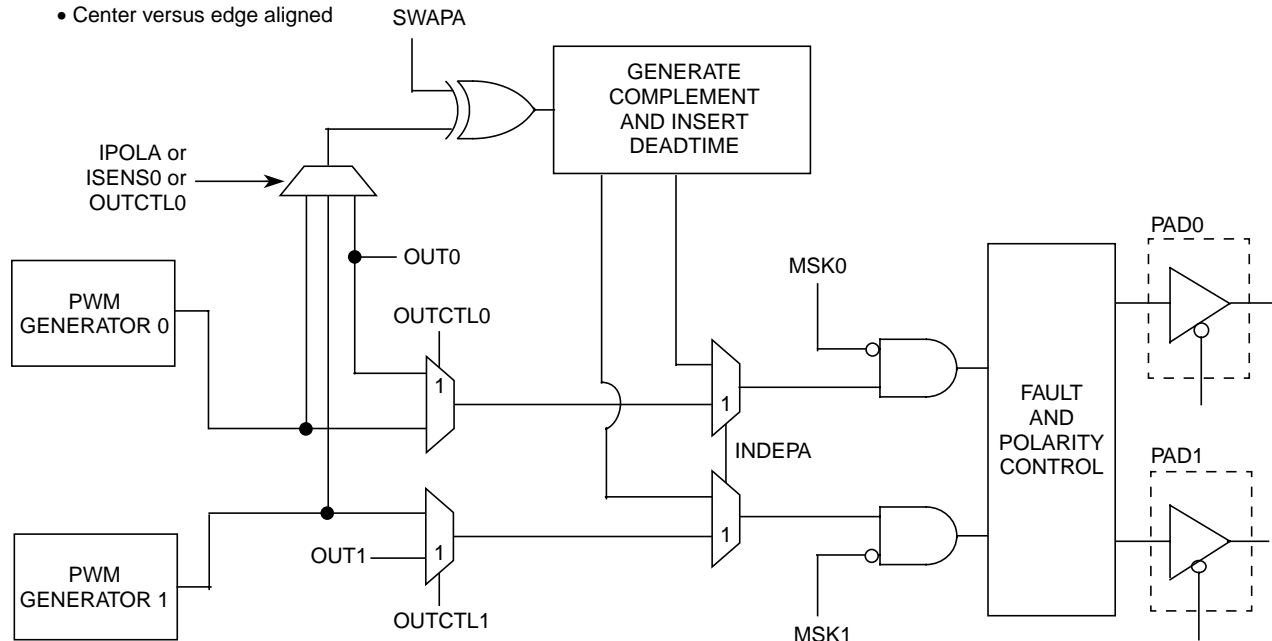 • Center versus edge aligned
SWAPA
GENERATE
COMPLEMENT
AND INSERT
DEADTIME
IPOLA or
ISENS0 or
OUTCTL0
OUT0
PWM
GENERATOR 0
OUTCTL0
1
MSK0
PAD0
1
FAULT
AND
POLARITY
CONTROL
INDEPA
PAD1
PWM
GENERATOR 1
OUT1
1
1
OUTCTL1
MSK1